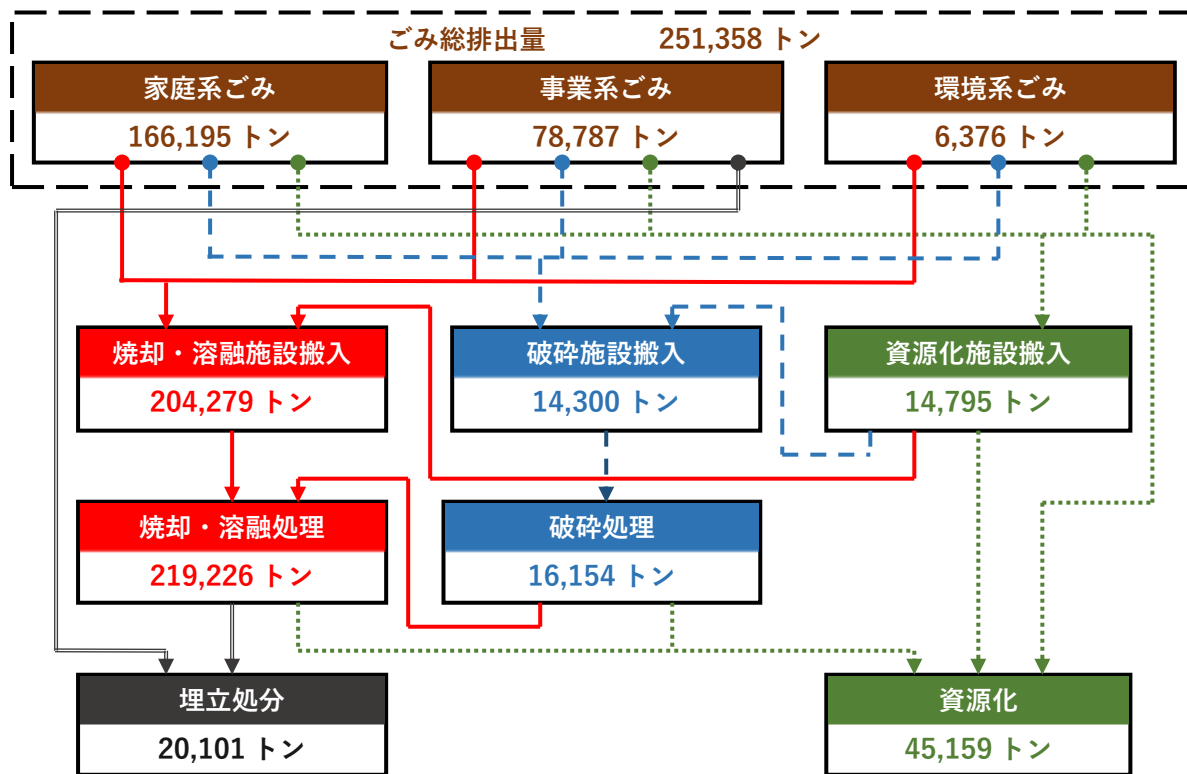 ごみ総排出量 251,358 トン
家庭系ごみ
166,195 トン
事業系ごみ
78,787 トン
環境系ごみ
6,376 トン
焼却・溶融施設搬入
204,279 トン
破砕施設搬入
14,300 トン
資源化施設搬入
14,795 トン
焼却・溶融処理
219,226 トン
破砕処理
16,154 トン
埋立処分
20,101 トン
資源化
45,159 トン